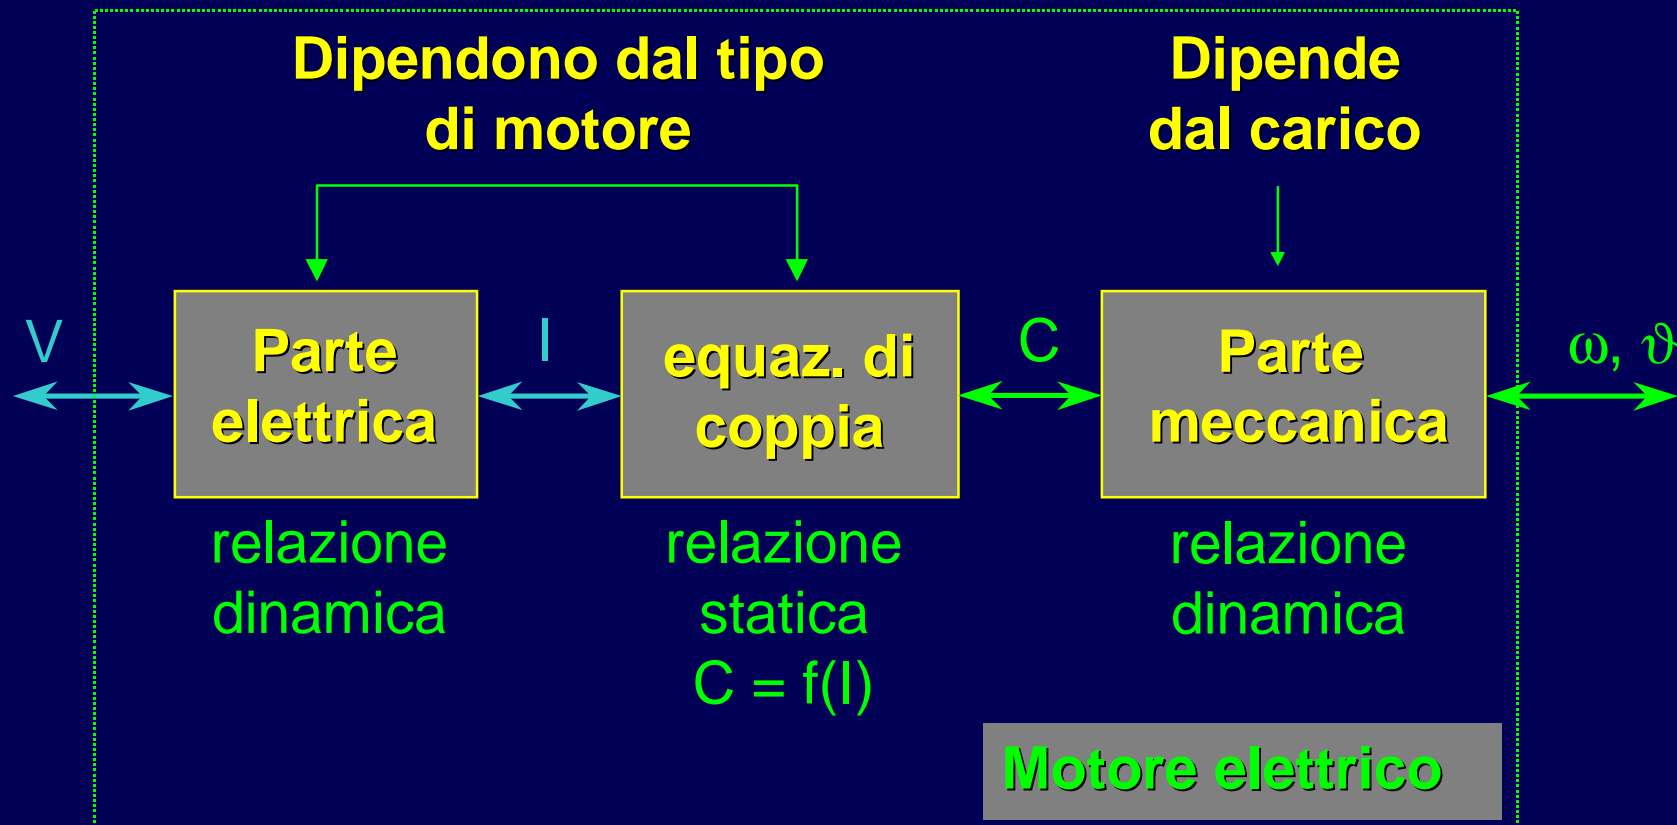 Dipendono dal tipo
di motore
Dipende
dal carico
V
Parte
elettrica
I
equaz. di
coppia
C
Parte
meccanica
ω, ϑ
relazione
dinamica
relazione
statica
C = f(I)
relazione
dinamica
Motore elettrico